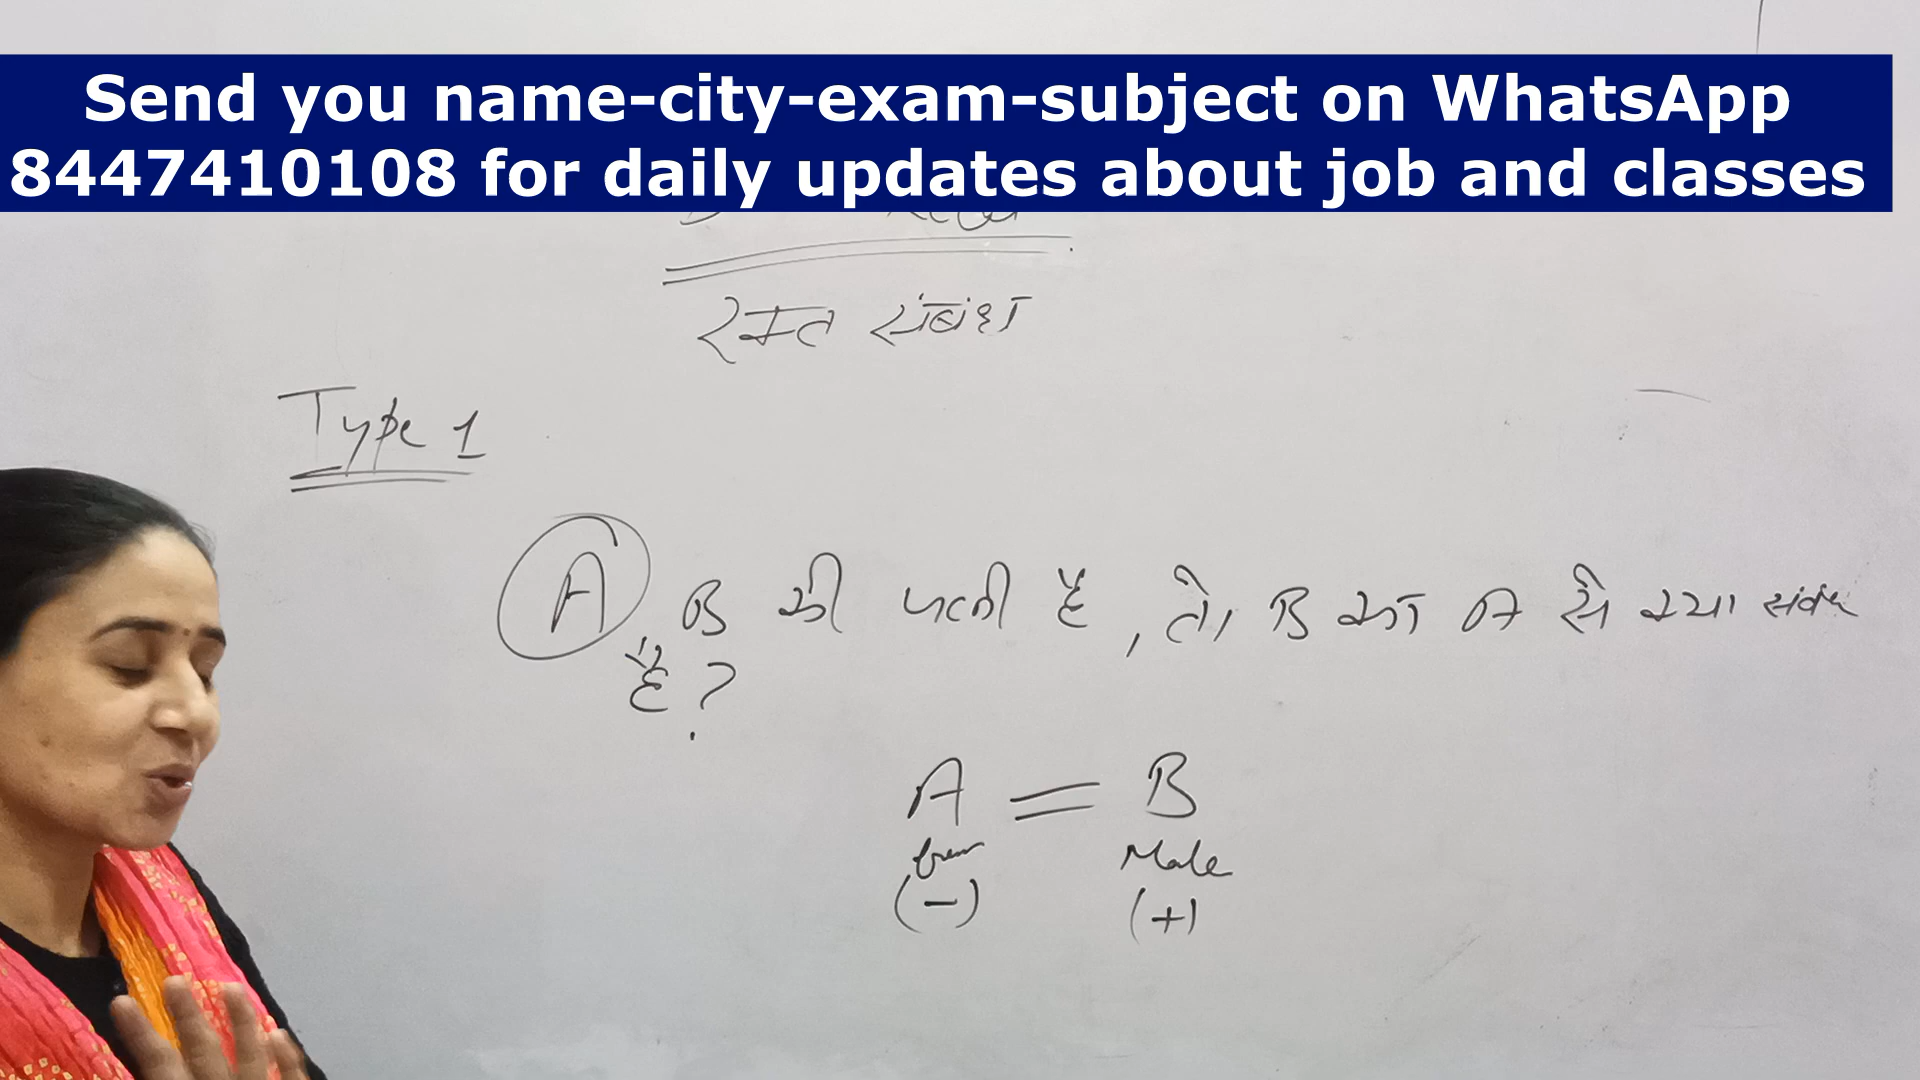 Send you name-city-exam-subject on WhatsApp
8447410108 for daily updates about job and classes
रक्त संबंध
Type 1
A, B की पत्नी है, तो B का A से क्या संबंध
है?
A = B
Male
(-) (+)